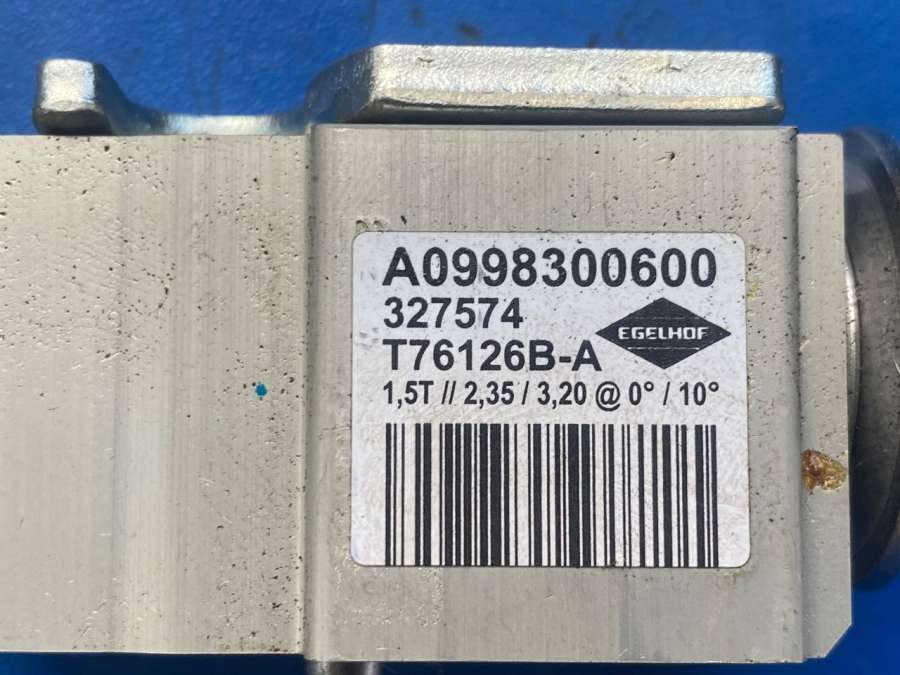 A0998300600
327574
EGELHOF
T76126B-A
1,5T // 2,35 / 3,20 @ 0° / 10°